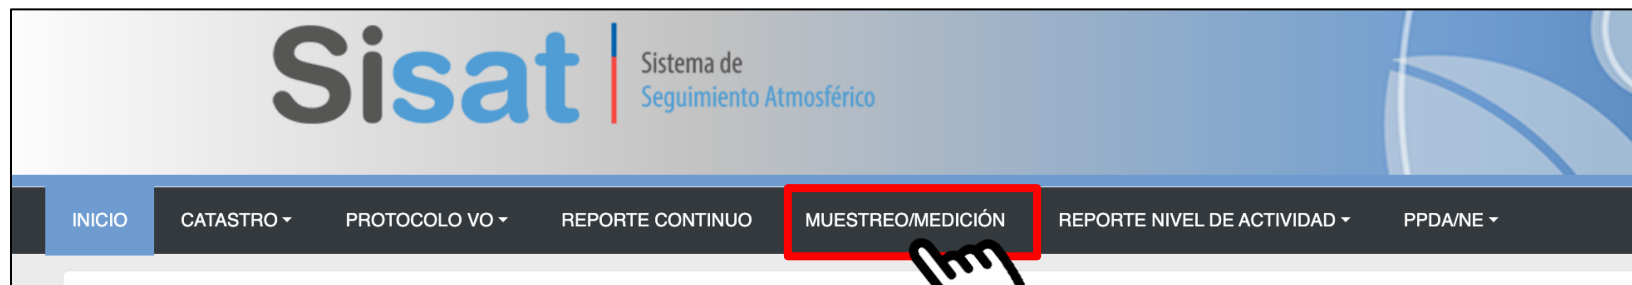 Sisat
Sistema de
Seguimiento Atmosférico
INICIO CATASTRO PROTOCOLO VO REPORTE CONTINUO MUESTREO/MEDICIÓN REPORTE NIVEL DE ACTIVIDAD PPDA/NE